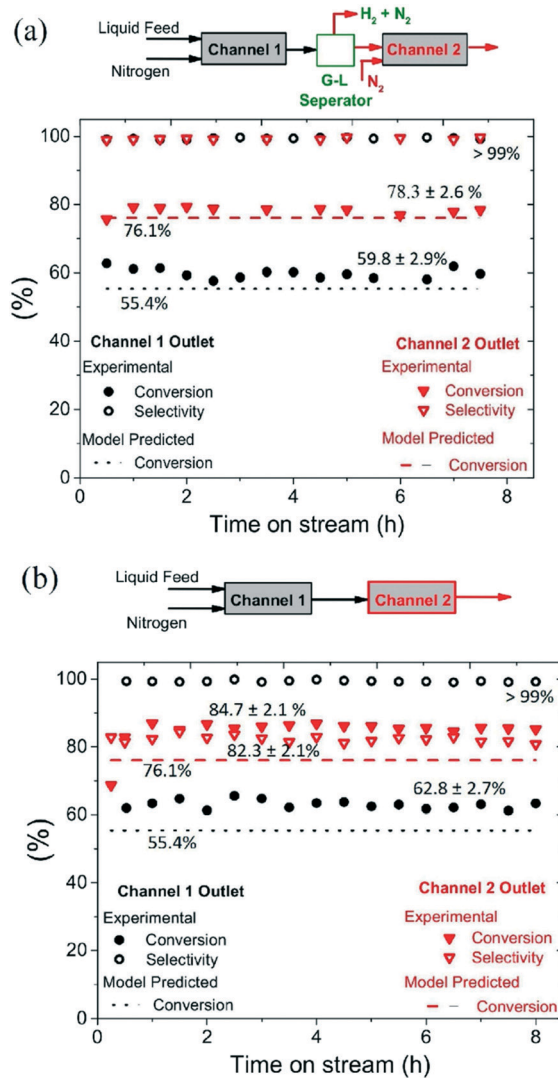 (a)
H2 + N2
Liquid Feed
Nitrogen
Channel 1
Channel 2
G-L
Seperator
N2
100
80
60
40
20
0
(%)
> 99%
78.3 ± 2.6 %
76.1%
59.8 ± 2.9%
55.4%
Channel 1 Outlet
Experimental
Conversion
Selectivity
Model Predicted
Conversion
Channel 2 Outlet
Experimental
Conversion
Selectivity
Model Predicted
Conversion
0 2 4 6 8
Time on stream (h)
(b)
Liquid Feed
Nitrogen
Channel 1
Channel 2
100
80
60
40
20
0
(%)
> 99%
84.7 ± 2.1 %
82.3 ± 2.1%
76.1%
62.8 ± 2.7%
55.4%
Channel 1 Outlet
Experimental
Conversion
Selectivity
Model Predicted
Conversion
Channel 2 Outlet
Experimental
Conversion
Selectivity
Model Predicted
Conversion
0 1 2 3 4 5 6 7 8
Time on stream (h)